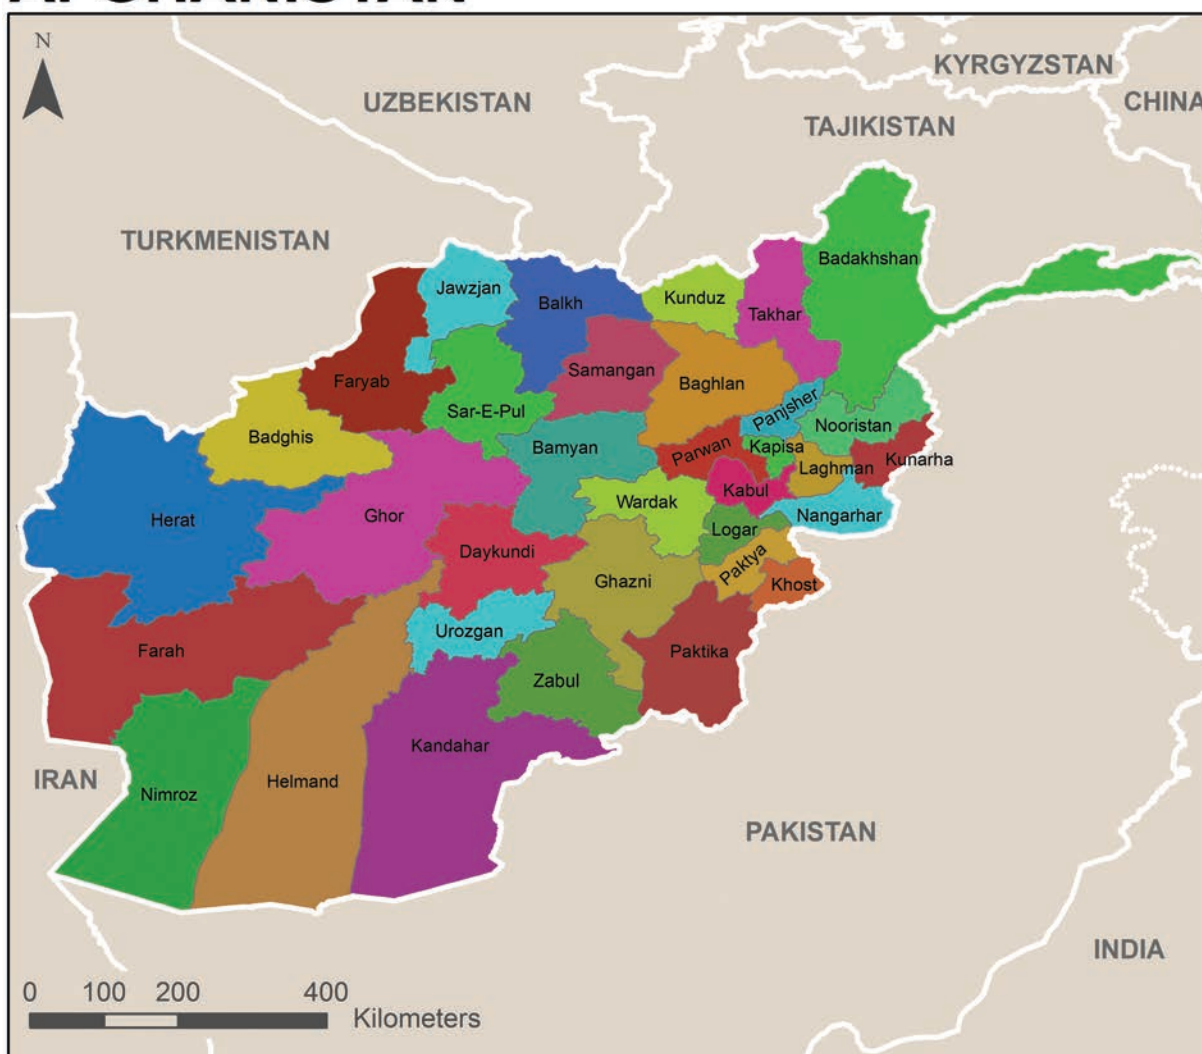 AFGHANISTAN
N
KYRGYZSTAN
UZBEKISTAN
CHINA
TAJIKISTAN
TURKMENISTAN
Badakhshan
Jawzjan
Balkh
Kunduz
Takhar
Samangan
Faryab
Baghlan
Panjsher
Sar-E-Pul
Nooristan
Badghis
Bamyan
Parwan
Kapisa
Kunarha
Laghman
Kabul
Wardak
Herat
Ghor
Nangarhar
Logar
Daykundi
Paktya
Ghazni
Khost
Urozgan
Farah
Paktika
Zabul
Kandahar
IRAN
Helmand
Nimroz
PAKISTAN
INDIA
0 100 200 400
Kilometers